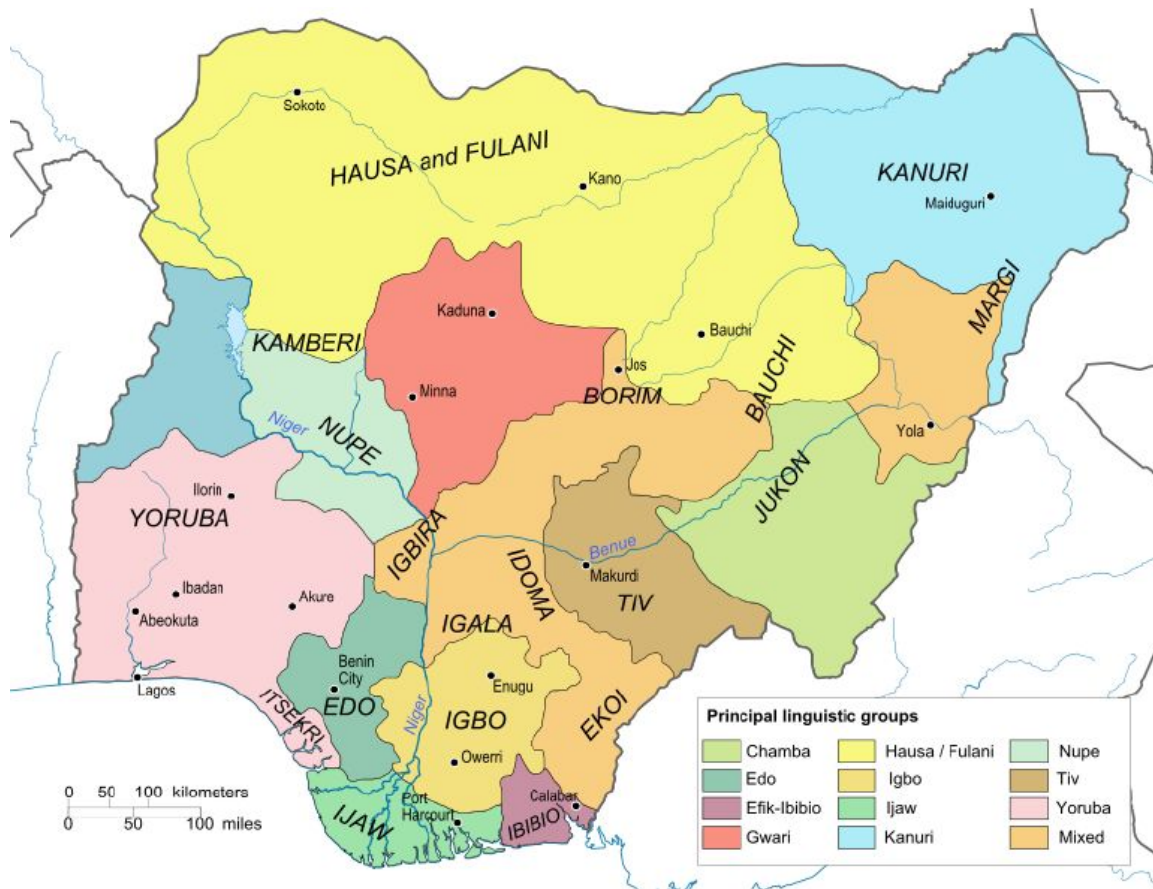 Sokoto
HAUSA and FULANI
Kano
KANURI
Maiduguri
MARGI
Kaduna
KAMBERI
Bauchi
BAUCHI
Jos
BORIM
Minna
Niger
NUPE
Yola
JUKON
Ilorin
YORUBA
IGBIRA
Benue
Makurdi
IDOMA
TIV
Ibadan
Akure
Abeokuta
IGALA
Benin
City
EDO
Lagos
ITSEKRI
Enugu
Niger
IGBO
EKOI
Owerri
Port
Harcourt
IJAW
Calabar
IBIBIO
0 50 100 kilometers
0 50 100 miles
Principal linguistic groups
Chamba
Edo
Efik-Ibibio
Gwari
Hausa / Fulani
Igbo
Ijaw
Kanuri
Nupe
Tiv
Yoruba
Mixed